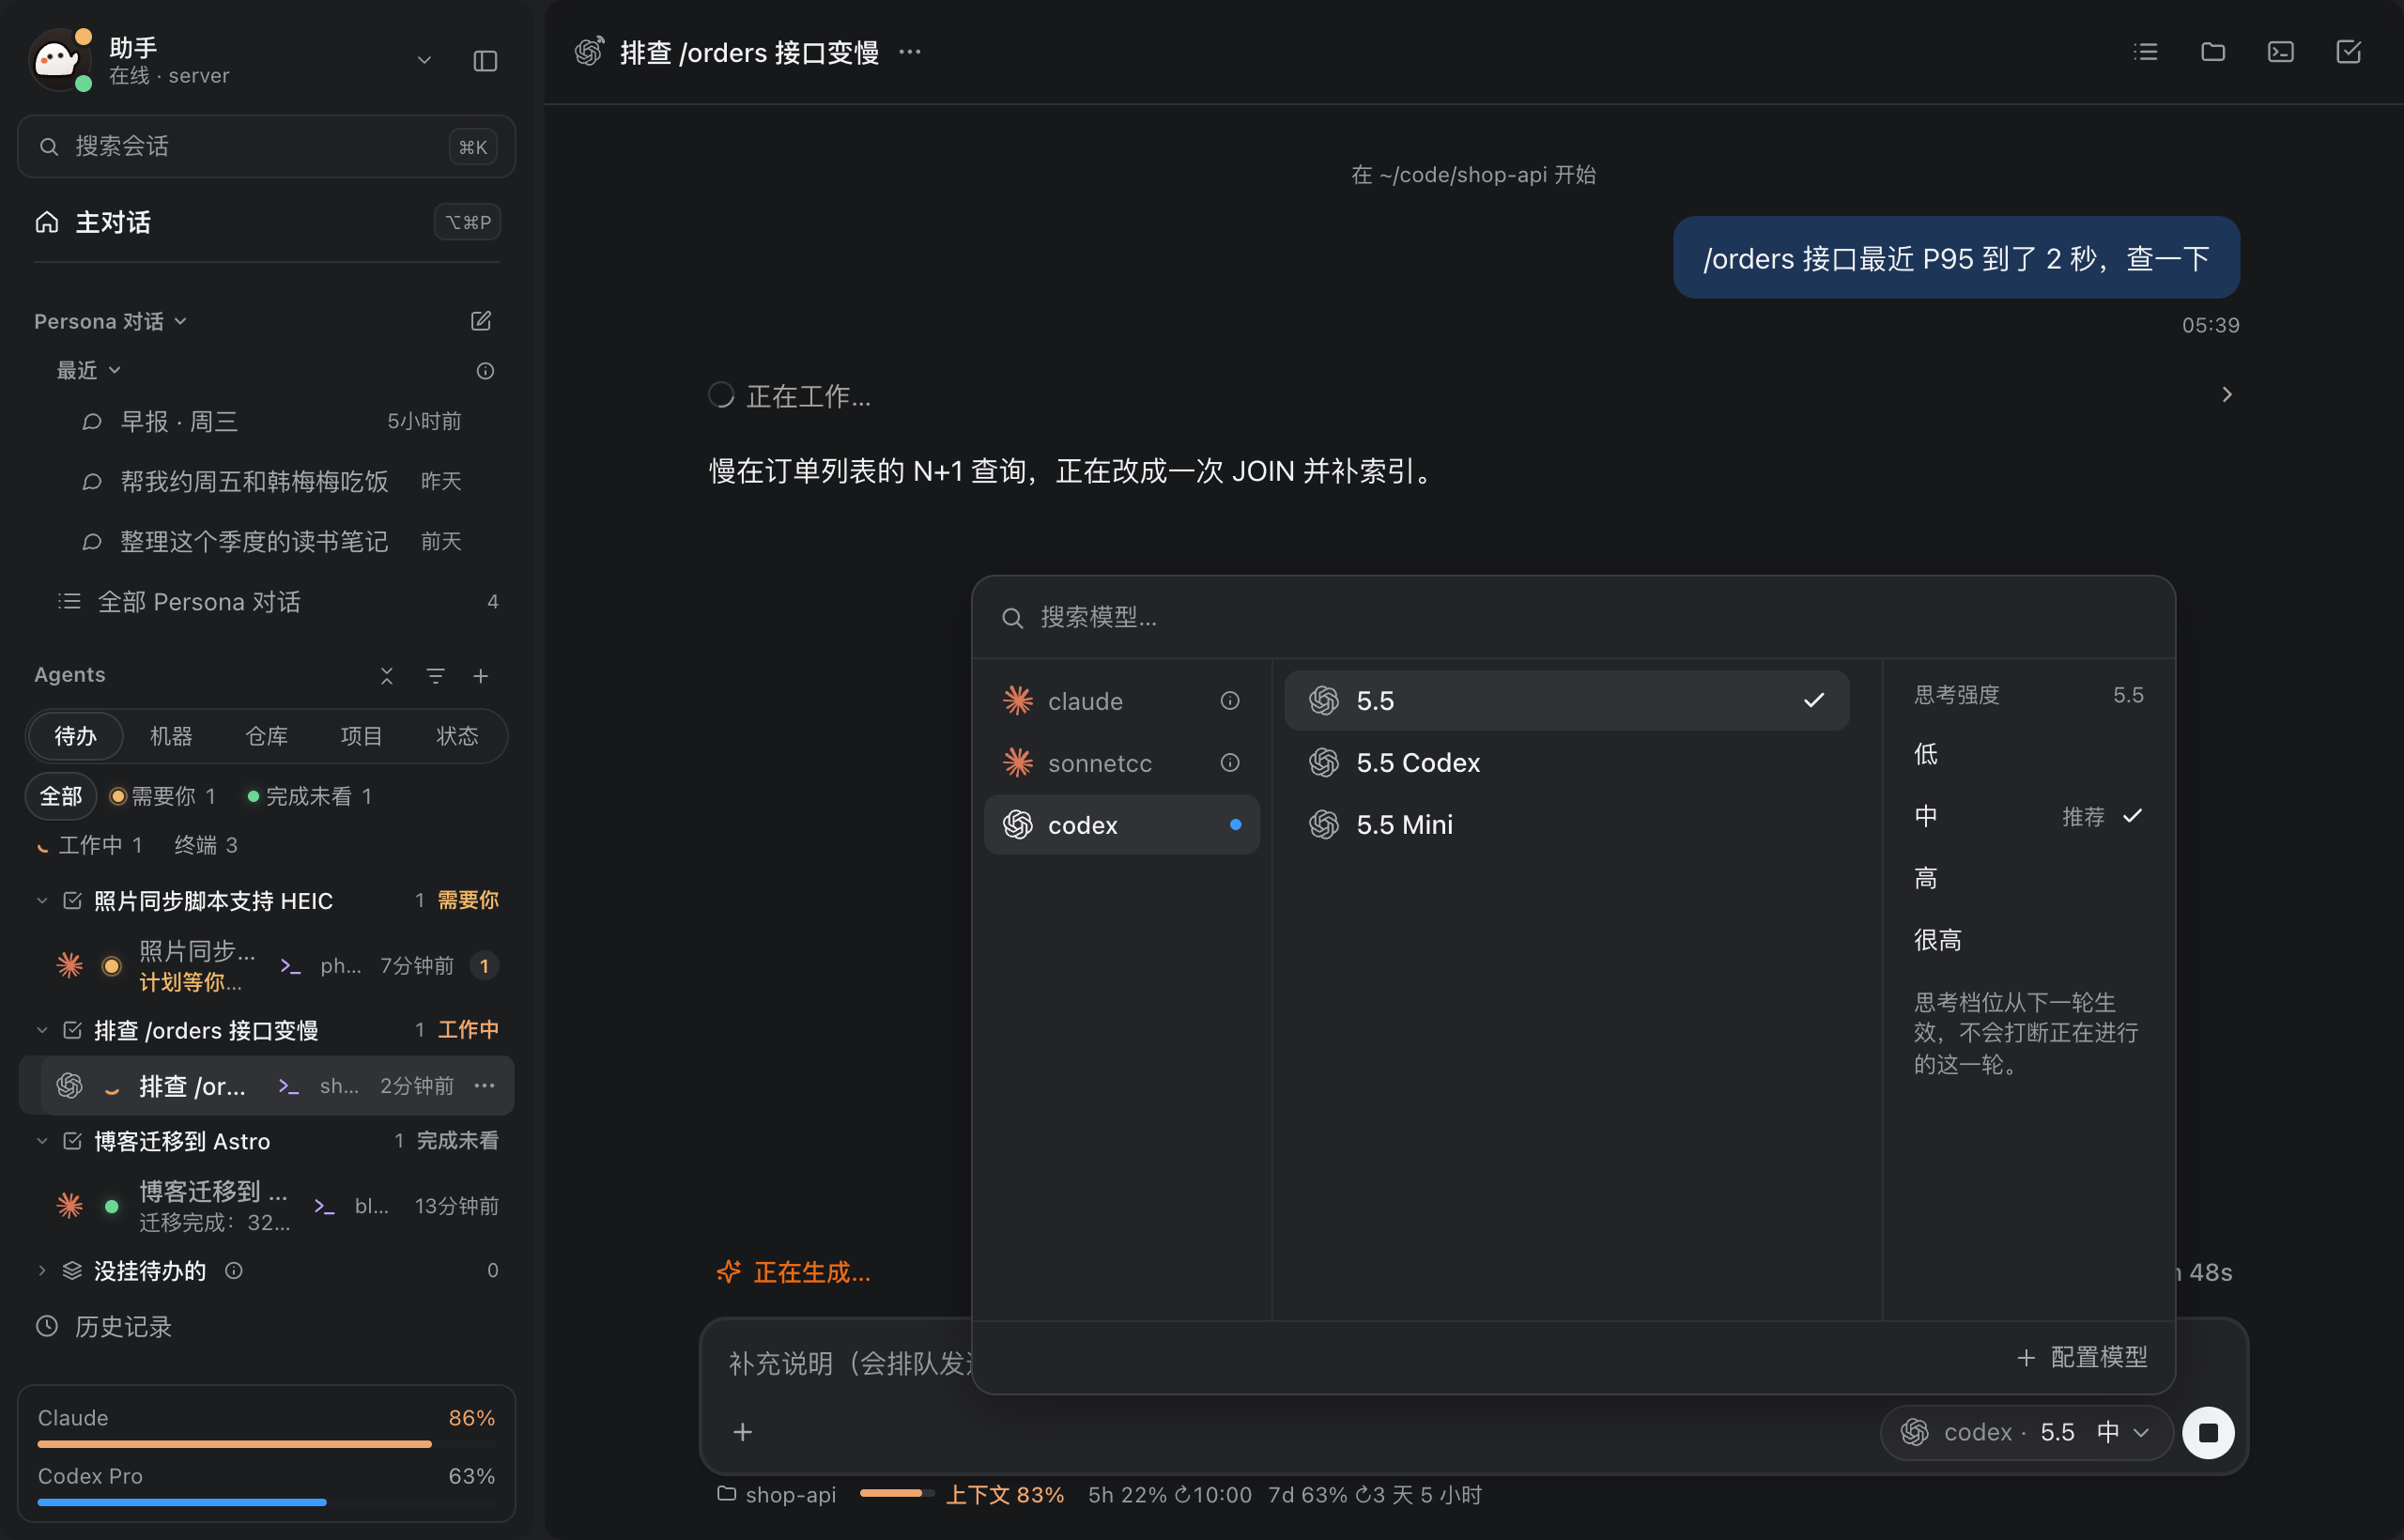 助手
在线 · server
搜索会话
⌘K
主对话
⌥⌘P
Persona 对话
最近
早报 · 周三
5小时前
帮我约周五和韩梅梅吃饭
昨天
整理这个季度的读书笔记
前天
全部 Persona 对话
4
Agents
待办
机器
仓库
项目
状态
全部
需要你 1
完成未看 1
工作中 1
终端 3
照片同步脚本支持 HEIC
1 需要你
照片同步...
计划等你...
ph...
7分钟前
1
排查 /orders 接口变慢
1 工作中
排查 /or...
sh...
2分钟前
博客迁移到 Astro
1 完成未看
博客迁移到 ...
迁移完成：32...
bl...
13分钟前
没挂待办的
0
历史记录
Claude
86%
Codex Pro
63%
排查 /orders 接口变慢
在 ~/code/shop-api 开始
/orders 接口最近 P95 到了 2 秒，查一下
05:39
正在工作...
慢在订单列表的 N+1 查询，正在改成一次 JOIN 并补索引。
搜索模型...
claude
sonnetcc
codex
5.5
5.5 Codex
5.5 Mini
思考强度
5.5
低
中
推荐
高
很高
思考档位从下一轮生
效，不会打断正在进行
的这一轮。
配置模型
正在生成...
48s
补充说明（会排队发
codex · 5.5 中
shop-api
上下文 83%
5h 22% ↻10:00
7d 63% ↻3 天 5 小时